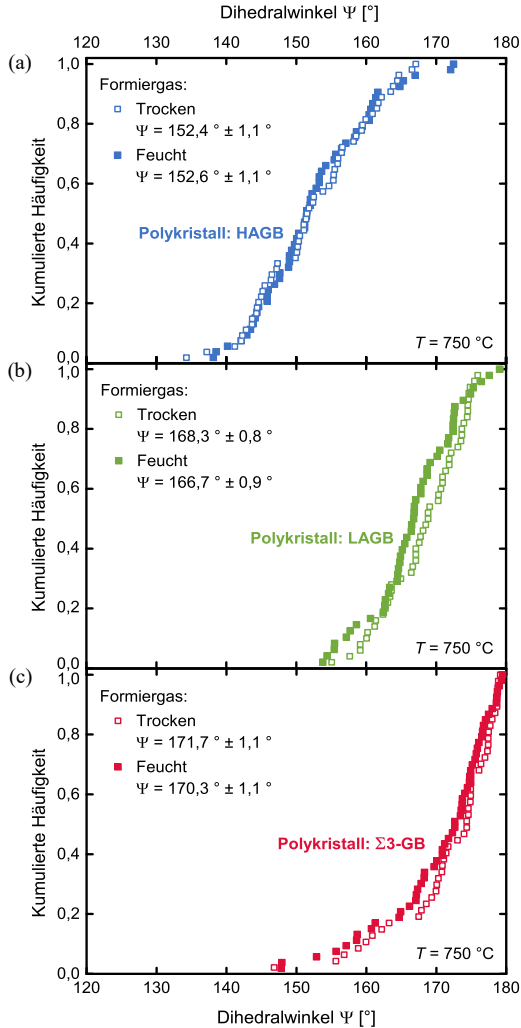 Dihedralwinkel Ψ [°]
120 130 140 150 160 170 180
(a)
1,0
0,8
0,6
0,4
0,2
0,0
Kumulierte Häufigkeit
Formiergas:
Trocken
Ψ = 152,4 ° ± 1,1 °
Feucht
Ψ = 152,6 ° ± 1,1 °
Polykristall: HAGB
T = 750 °C
(b)
1,0
0,8
0,6
0,4
0,2
0,0
Kumulierte Häufigkeit
Formiergas:
Trocken
Ψ = 168,3 ° ± 0,8 °
Feucht
Ψ = 166,7 ° ± 0,9 °
Polykristall: LAGB
T = 750 °C
(c)
1,0
0,8
0,6
0,4
0,2
0,0
Kumulierte Häufigkeit
Formiergas:
Trocken
Ψ = 171,7 ° ± 1,1 °
Feucht
Ψ = 170,3 ° ± 1,1 °
Polykristall: Σ3-GB
T = 750 °C
120 130 140 150 160 170 180
Dihedralwinkel Ψ [°]